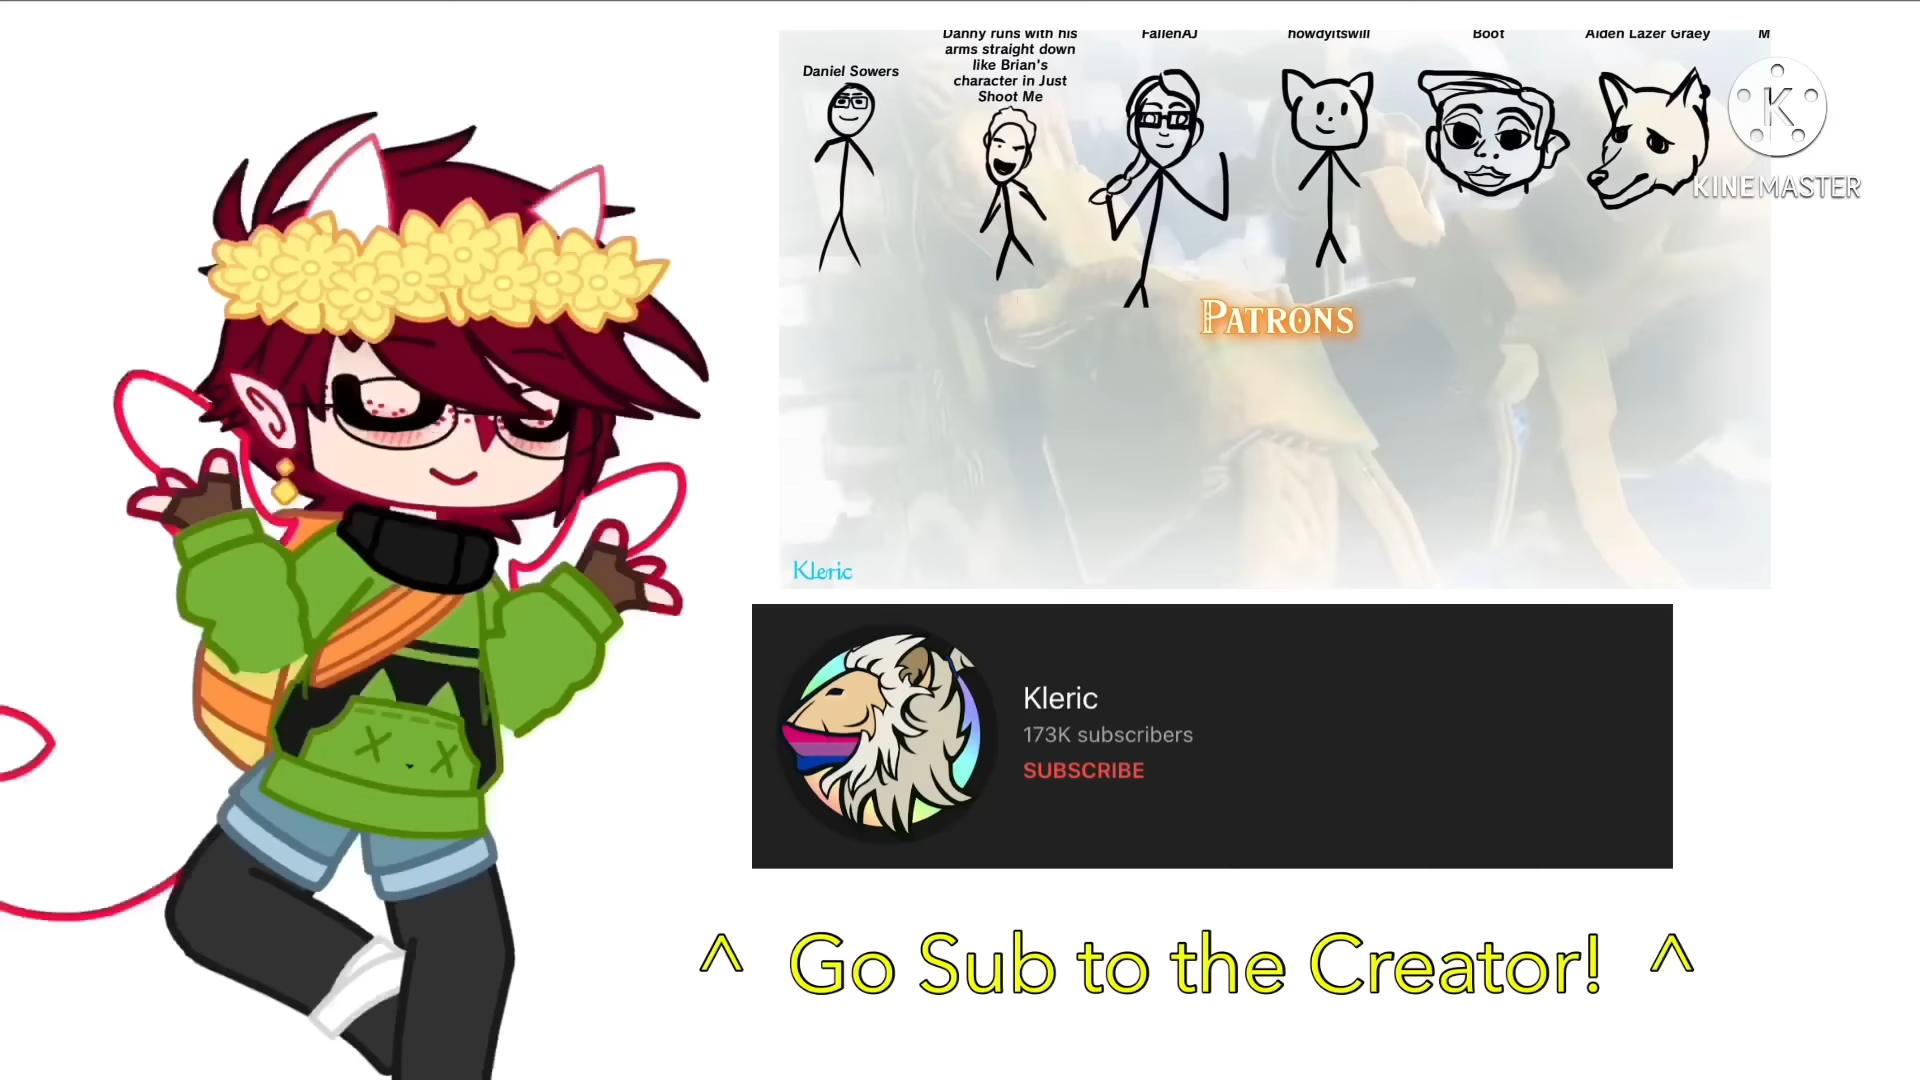 Daniel Sowers
Danny runs with his
arms straight down
like Brian's
character in Just
Shoot Me
FallenAJ
howdyitswill
Boot
Aiden Lazer Graey
M
K
KINEMASTER
PATRONS
Kleric
Kleric
173K subscribers
SUBSCRIBE
^ Go Sub to the Creator! ^